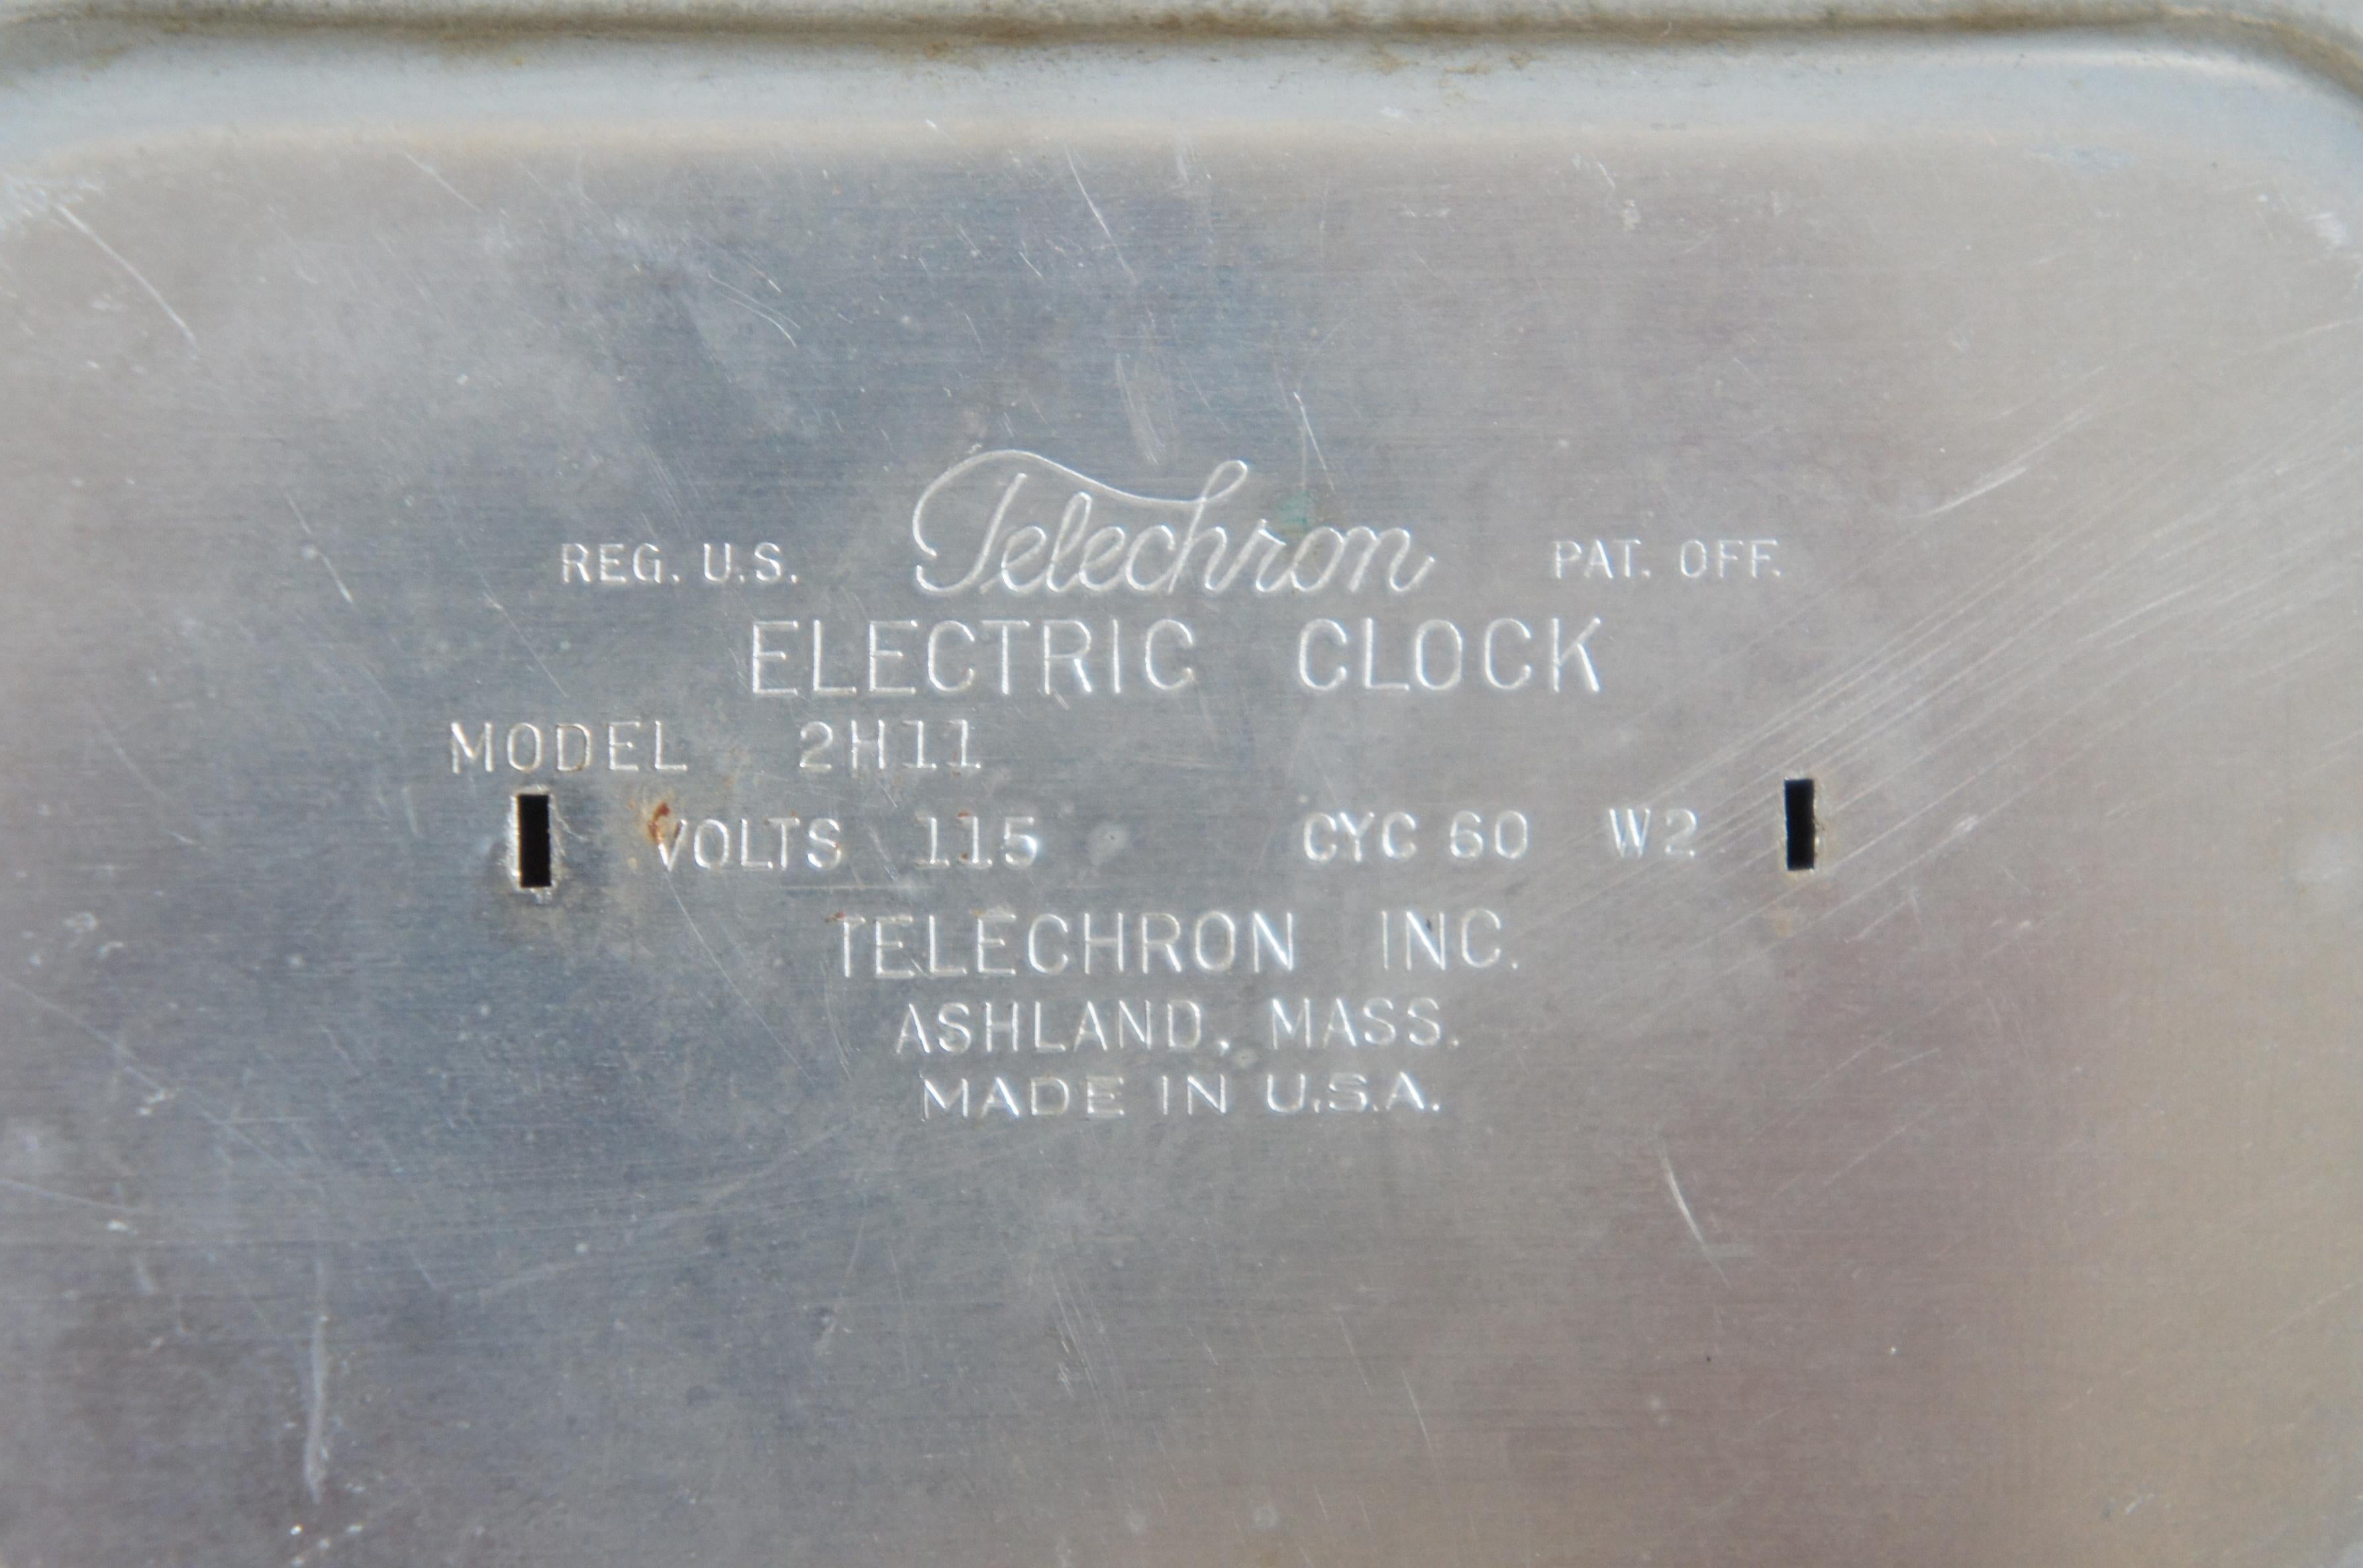 REG. U.S. Telechron PAT. OFF.
ELECTRIC CLOCK
MODEL 2H11
VOLTS 115 CYC 60 W2
TELECHRON INC.
ASHLAND, MASS.
MADE IN U.S.A.